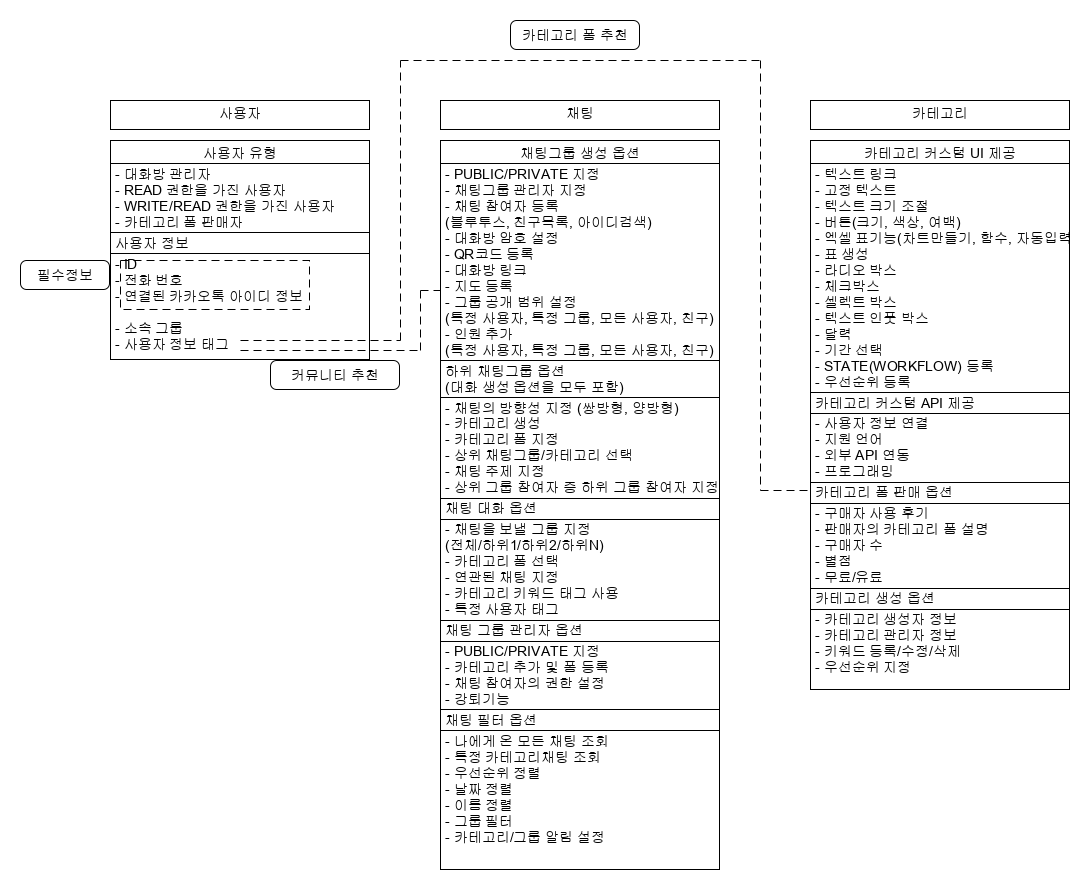 카테고리 폼 추천
사용자
사용자 유형
- 대화방 관리자
- READ 권한을 가진 사용자
- WRITE/READ 권한을 가진 사용자
- 카테고리 폼 판매자
사용자 정보
필수정보
- ID
- 전화 번호
- 연결된 카카오톡 아이디 정보
- 소속 그룹
- 사용자 정보 태그
커뮤니티 추천
채팅
채팅그룹 생성 옵션
- PUBLIC/PRIVATE 지정
- 채팅그룹 관리자 지정
- 채팅 참여자 등록
(블루투스, 친구목록, 아이디검색)
- 대화방 암호 설정
- QR코드 등록
- 대화방 링크
- 지도 등록
- 그룹 공개 범위 설정
(특정 사용자, 특정 그룹, 모든 사용자, 친구)
- 인원 추가
(특정 사용자, 특정 그룹, 모든 사용자, 친구)
하위 채팅그룹 옵션
(대화 생성 옵션을 모두 포함)
- 채팅의 방향성 지정 (쌍방형, 양방형)
- 카테고리 생성
- 카테고리 폼 지정
- 상위 채팅그룹/카테고리 선택
- 채팅 주제 지정
- 상위 그룹 참여자 중 하위 그룹 참여자 지정
채팅 대화 옵션
- 채팅을 보낼 그룹 지정
(전체/하위1/하위2/하위N)
- 카테고리 폼 선택
- 연관된 채팅 지정
- 카테고리 키워드 태그 사용
- 특정 사용자 태그
채팅 그룹 관리자 옵션
- PUBLIC/PRIVATE 지정
- 카테고리 추가 및 폼 등록
- 채팅 참여자의 권한 설정
- 강퇴기능
채팅 필터 옵션
- 나에게 온 모든 채팅 조회
- 특정 카테고리채팅 조회
- 우선순위 정렬
- 날짜 정렬
- 이름 정렬
- 그룹 필터
- 카테고리/그룹 알림 설정
카테고리
카테고리 커스텀 UI 제공
- 텍스트 링크
- 고정 텍스트
- 텍스트 크기 조절
- 버튼(크기, 색상, 여백)
- 엑셀 표기능(차트만들기, 함수, 자동입력
- 표 생성
- 라디오 박스
- 체크박스
- 셀렉트 박스
- 텍스트 인풋 박스
- 달력
- 기간 선택
- STATE(WORKFLOW) 등록
- 우선순위 등록
카테고리 커스텀 API 제공
- 사용자 정보 연결
- 지원 언어
- 외부 API 연동
- 프로그래밍
카테고리 폼 판매 옵션
- 구매자 사용 후기
- 판매자의 카테고리 폼 설명
- 구매자 수
- 별점
- 무료/유료
카테고리 생성 옵션
- 카테고리 생성자 정보
- 카테고리 관리자 정보
- 키워드 등록/수정/삭제
- 우선순위 지정